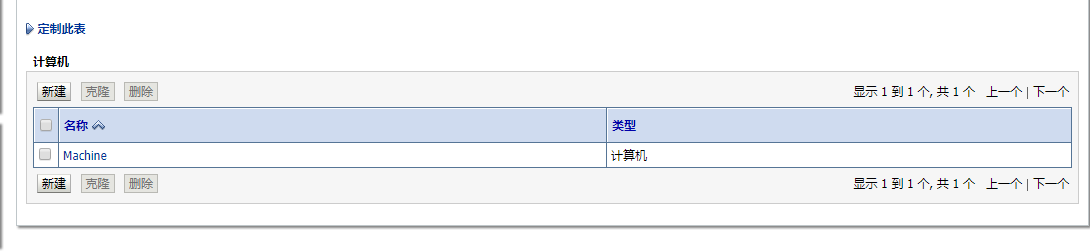 定制此表
计算机
新建 克隆 删除 显示 1 到 1 个, 共 1 个 上一个 | 下一个
名称 类型
Machine 计算机
新建 克隆 删除 显示 1 到 1 个, 共 1 个 上一个 | 下一个